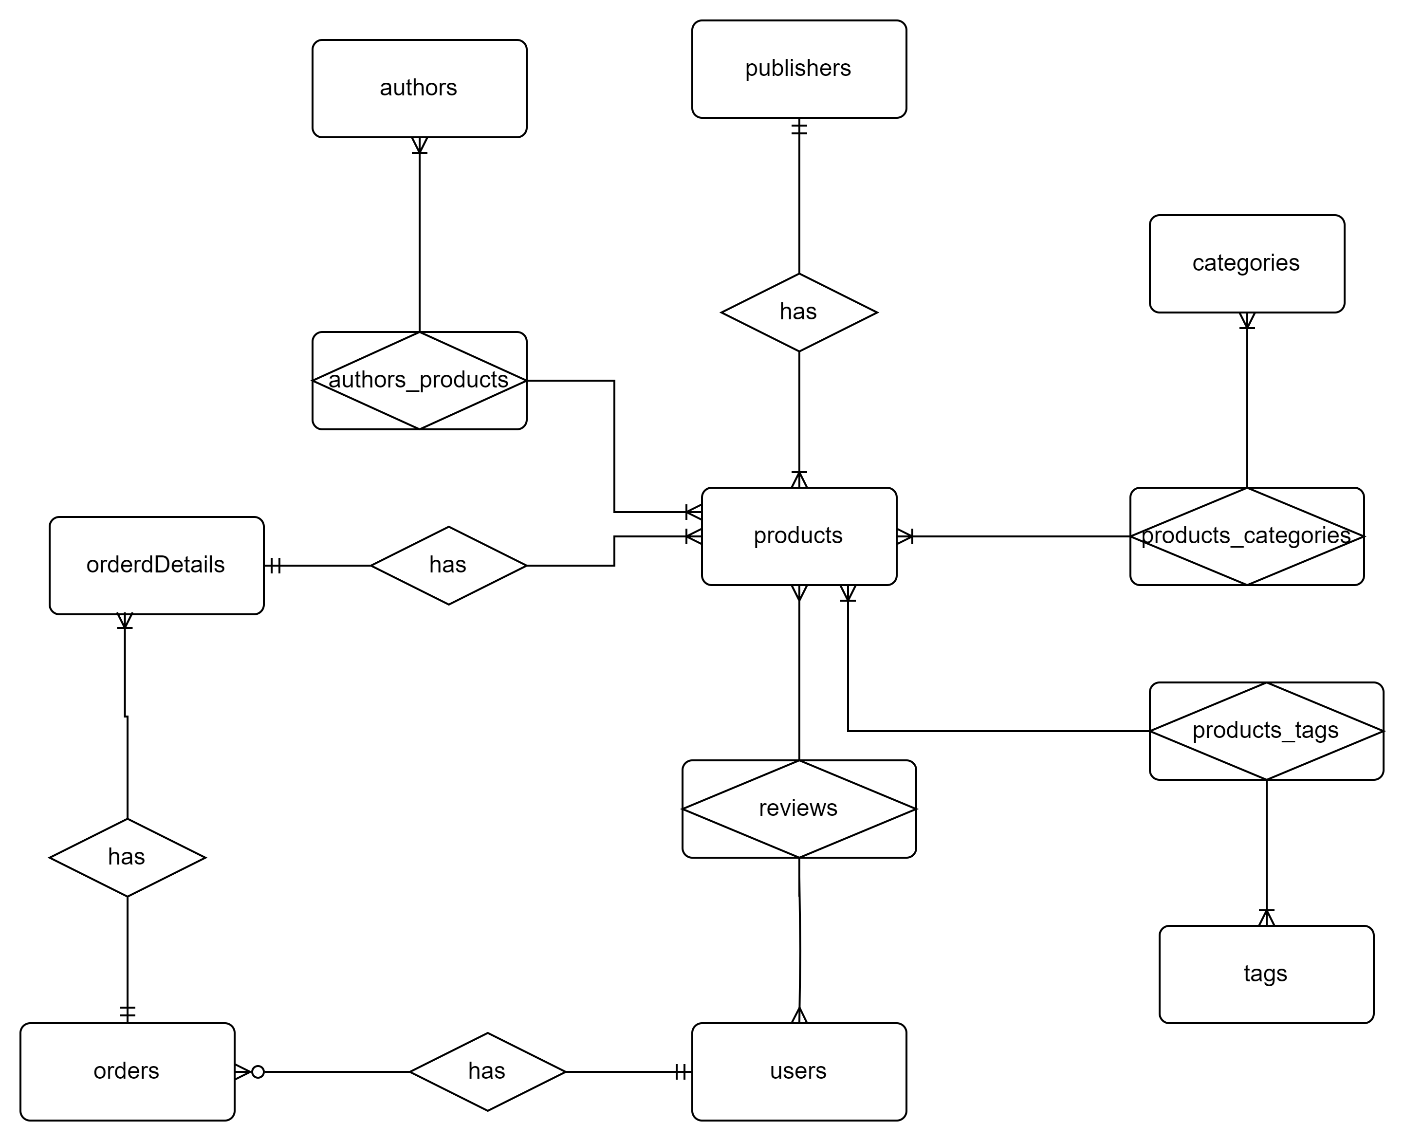 publishers
authors
categories
has
authors_products
products
products_categories
orderdDetails
has
products_tags
reviews
has
tags
orders
has
users